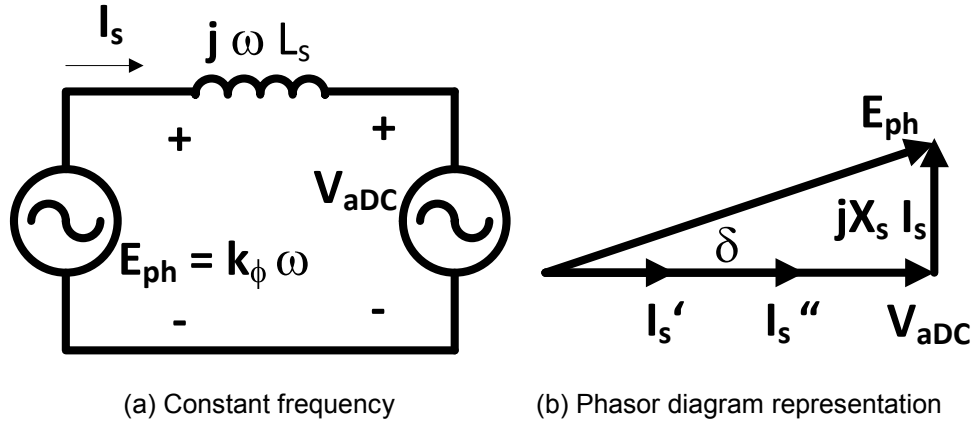 Is
j ω Ls
+
+
VaDC
Eph = kϕ ω
-
-
(a) Constant frequency
Eph
jXs Is
δ
Is‘
Is“
VaDC
(b) Phasor diagram representation